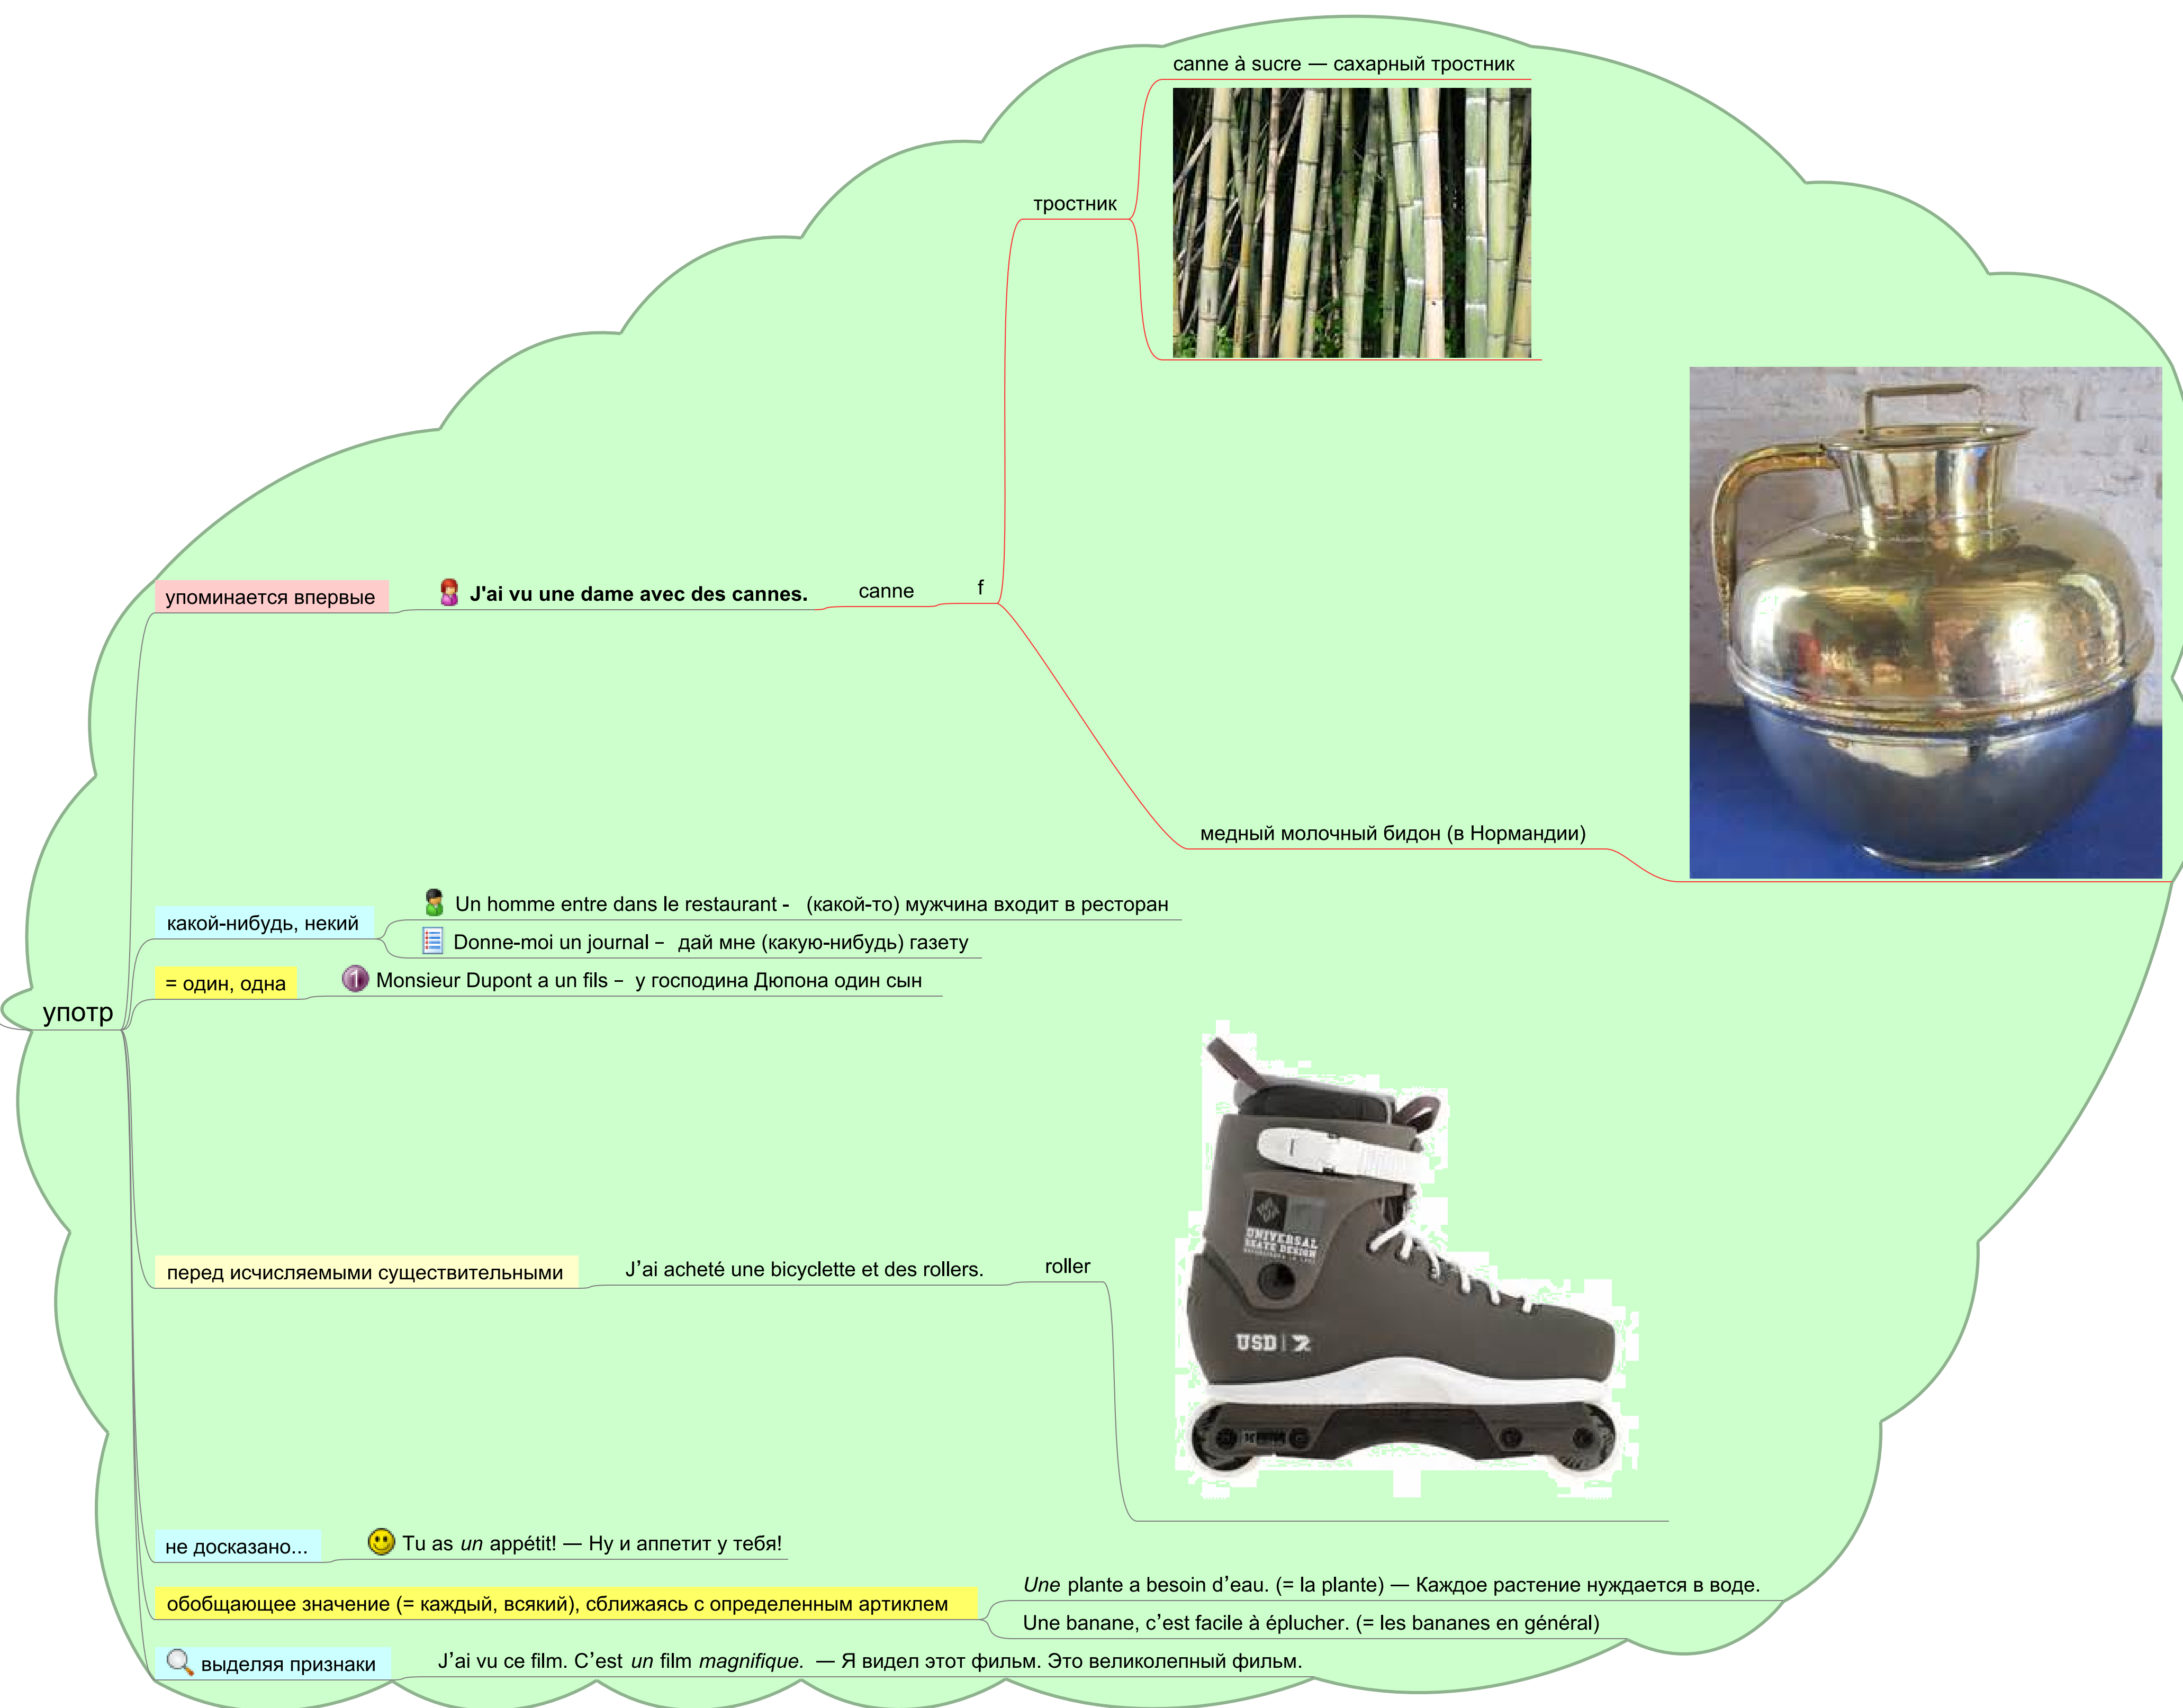 canne à sucre — сахарный тростник
тростник
упоминается впервые
J'ai vu une dame avec des cannes.
canne
f
медный молочный бидон (в Нормандии)
какой-нибудь, некий
Un homme entre dans le restaurant - (какой-то) мужчина входит в ресторан
Donne-moi un journal – дай мне (какую-нибудь) газету
= один, одна
1
Monsieur Dupont a un fils – у господина Дюпона один сын
употр
перед исчисляемыми существительными
J’ai acheté une bicyclette et des rollers.
roller
UNIVERSAL
SKATE DESIGN
USD
не досказано...
Tu as un appétit! — Ну и аппетит у тебя!
обобщающее значение (= каждый, всякий), сближаясь с определенным артиклем
Une plante a besoin d’eau. (= la plante) — Каждое растение нуждается в воде.
Une banane, c’est facile à éplucher. (= les bananes en général)
выделяя признаки
J’ai vu ce film. C’est un film magnifique. — Я видел этот фильм. Это великолепный фильм.